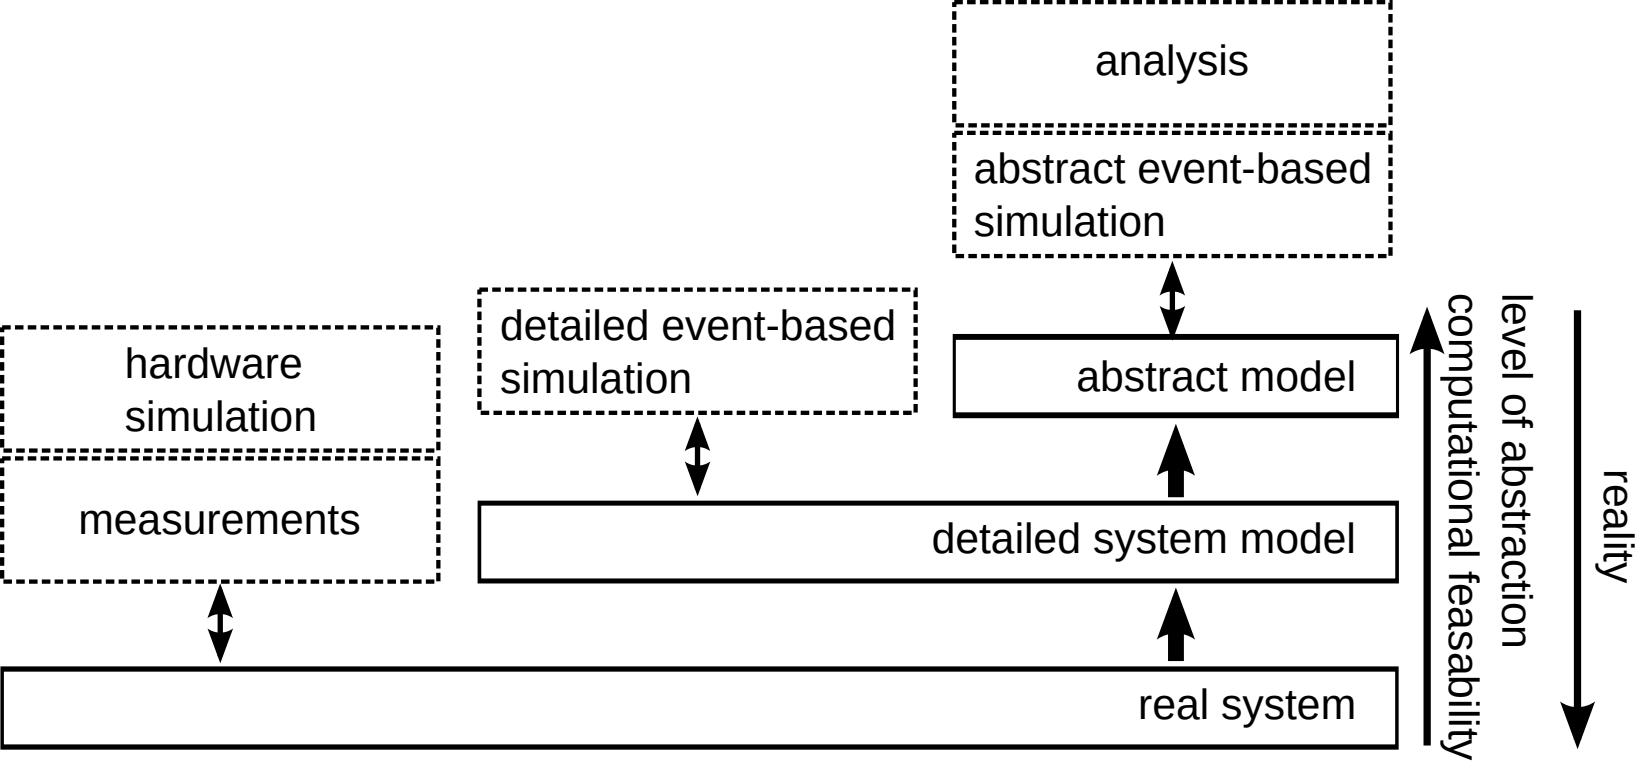 analysis
abstract event-based
simulation
detailed event-based
simulation
hardware
simulation
abstract model
measurements
detailed system model
real system
computational feasability
level of abstraction
reality